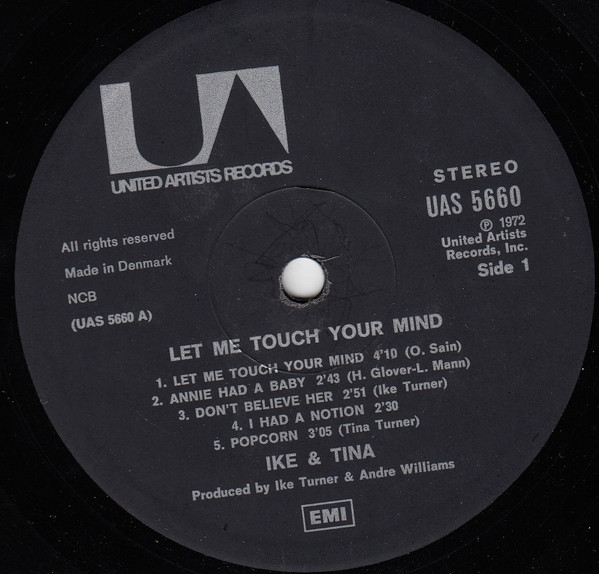 UA
UNITED ARTISTS RECORDS
STEREO
UAS 5660
℗ 1972
United Artists
Records, Inc.
Side 1
All rights reserved
Made in Denmark
NCB
(UAS 5660 A)
LET ME TOUCH YOUR MIND
1. LET ME TOUCH YOUR MIND 4'10 (O. Sain)
2. ANNIE HAD A BABY 2'43 (H. Glover-L. Mann)
3. DON'T BELIEVE HER 2'51 (Ike Turner)
4. I HAD A NOTION 2'30
5. POPCORN 3'05 (Tina Turner)
IKE & TINA
Produced by Ike Turner & Andre Williams
EMI